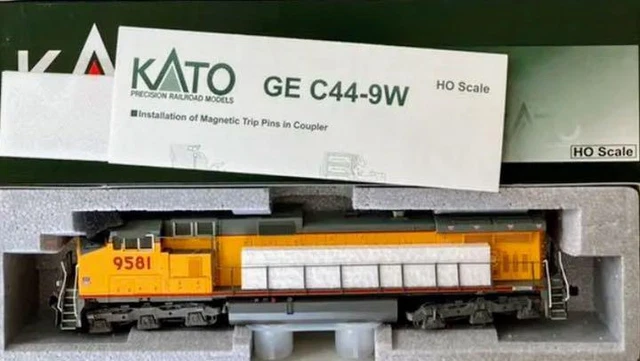 KATO
PRECISION RAILROAD MODELS
GE C44-9W
HO Scale
■Installation of Magnetic Trip Pins in Coupler
HO Scale
9581